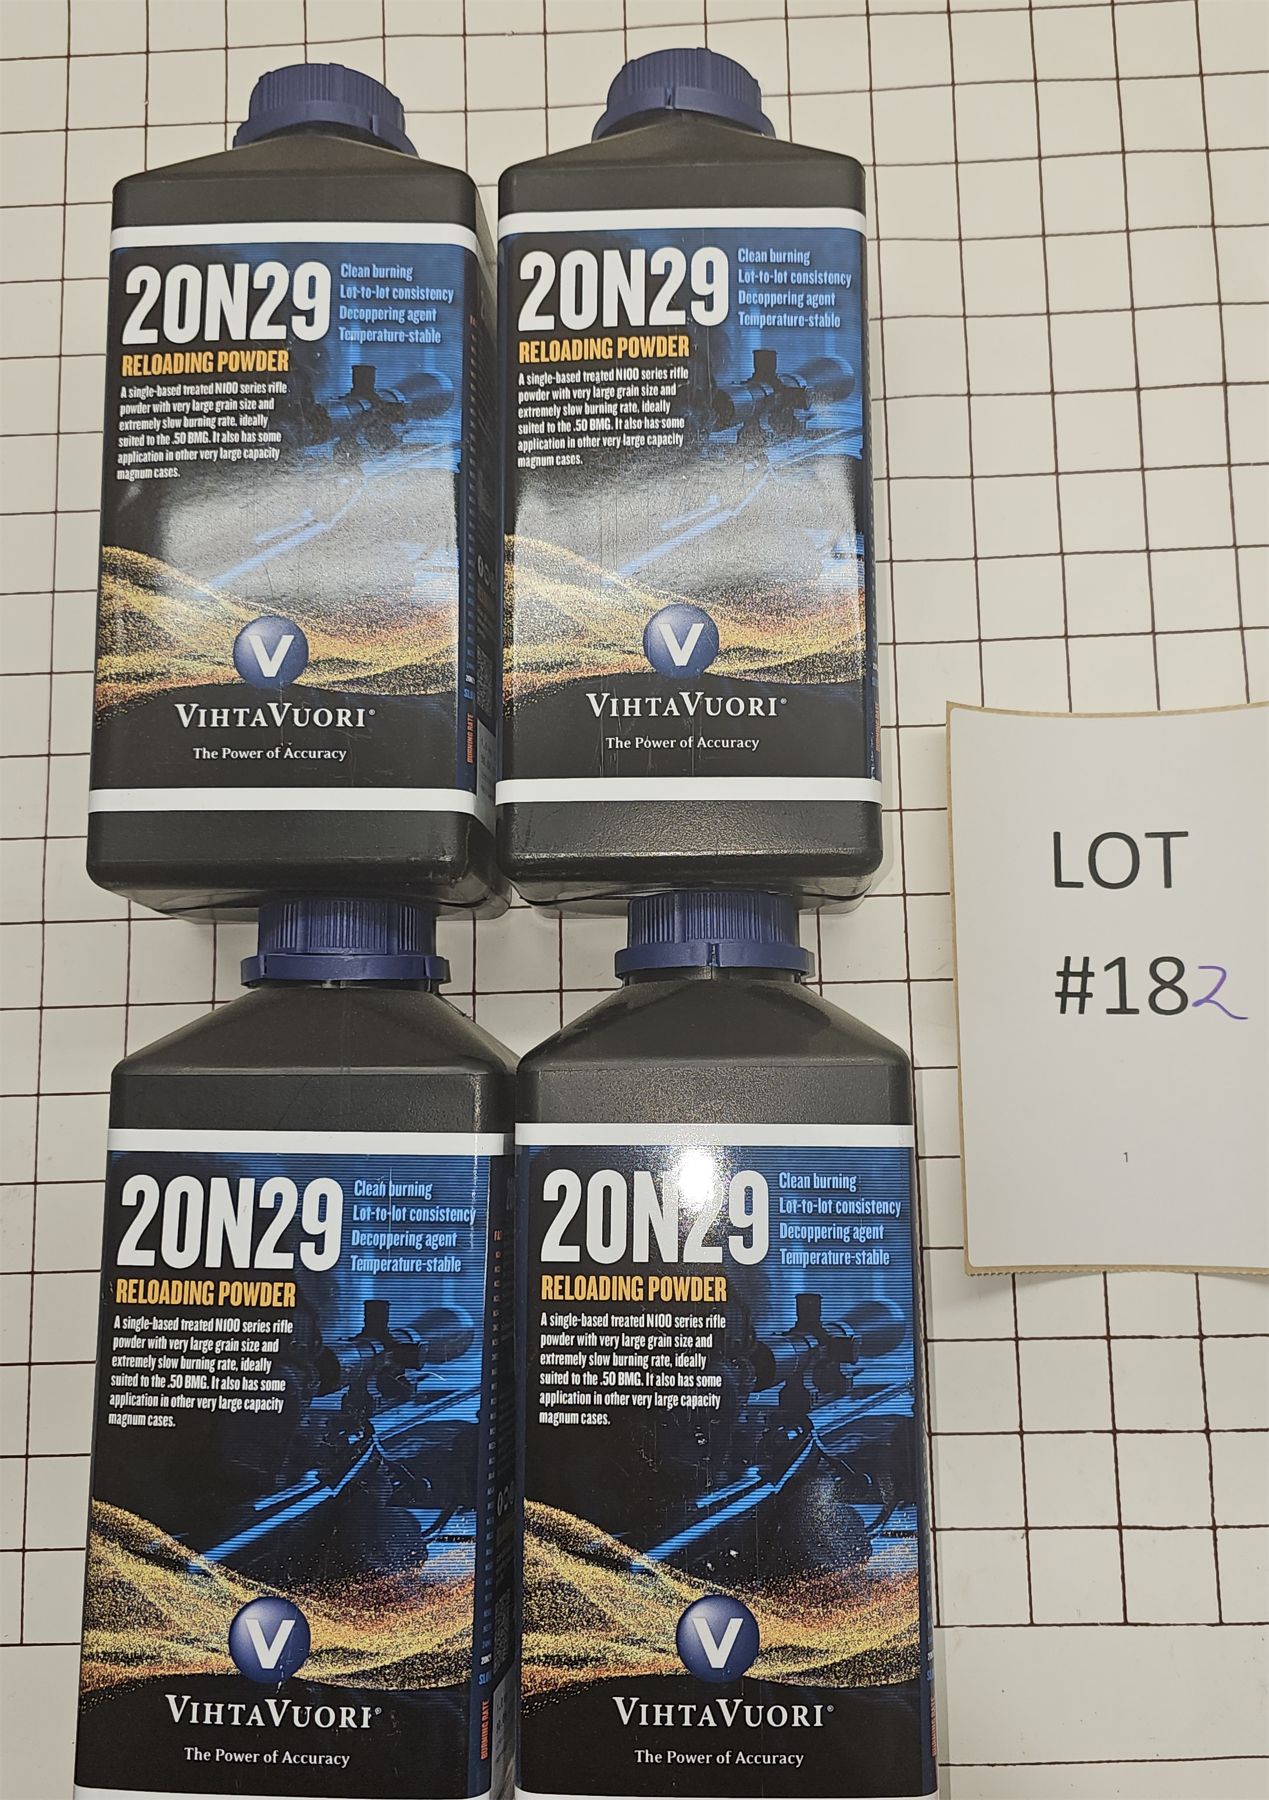 20N29
Clean burning
Lot-to-lot consistency
Decoppering agent
Temperature-stable
RELOADING POWDER
A single-based treated N100 series rifle
powder with very large grain size and
extremely slow burning rate, ideally
suited to the .50 BMG. It also has some
application in other very large capacity
magnum cases.
V
VIHTAVUORI®
The Power of Accuracy
BURNING RATE
20N29
Clean burning
Lot-to-lot consistency
Decoppering agent
Temperature-stable
RELOADING POWDER
A single-based treated N100 series rifle
powder with very large grain size and
extremely slow burning rate, ideally
suited to the .50 BMG. It also has some
application in other very large capacity
magnum cases.
V
VIHTAVUORI®
The Power of Accuracy
BURNING RATE
LOT
#182
1
20N29
Clean burning
Lot-to-lot consistency
Decoppering agent
Temperature-stable
RELOADING POWDER
A single-based treated N100 series rifle
powder with very large grain size and
extremely slow burning rate, ideally
suited to the .50 BMG. It also has some
application in other very large capacity
magnum cases.
V
VIHTAVUORI®
The Power of Accuracy
BURNING RATE
20N29
Clean burning
Lot-to-lot consistency
Decoppering agent
Temperature-stable
RELOADING POWDER
A single-based treated N100 series rifle
powder with very large grain size and
extremely slow burning rate, ideally
suited to the .50 BMG. It also has some
application in other very large capacity
magnum cases.
V
VIHTAVUORI®
The Power of Accuracy